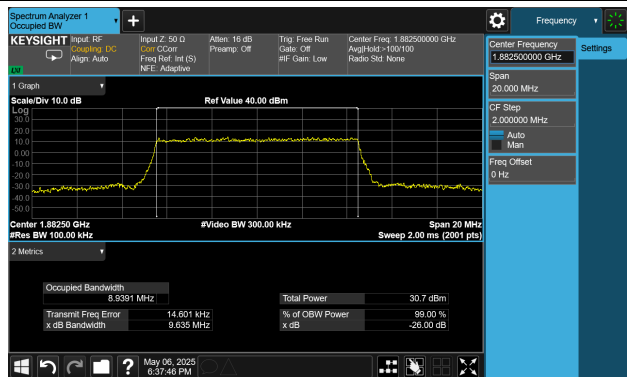 Spectrum Analyzer 1
Occupied BW
Frequency
KEYSIGHT
Input: RF
Coupling: DC
Align: Auto
Input Z: 50 Ω
Corr CCorr
Freq Ref: Int (S)
NFE: Adaptive
Atten: 16 dB
Preamp: Off
Trig: Free Run
Gate: Off
#IF Gain: Low
Center Freq: 1.882500000 GHz
Avg|Hold:>100/100
Radio Std: None
Center Frequency
1.882500000 GHz
Settings
Span
20.000 MHz
CF Step
2.000000 MHz
Auto
Man
Freq Offset
0 Hz
1 Graph
Scale/Div 10.0 dB
Ref Value 40.00 dBm
Log
30.0
20.0
10.0
0.00
-10.0
-20.0
-30.0
-40.0
-50.0
Center 1.88250 GHz
#Video BW 300.00 kHz
Span 20 MHz
#Res BW 100.00 kHz
Sweep 2.00 ms (2001 pts)
2 Metrics
Occupied Bandwidth
8.9391 MHz
Total Power
30.7 dBm
Transmit Freq Error
14.601 kHz
% of OBW Power
99.00 %
x dB Bandwidth
9.635 MHz
x dB
-26.00 dB
?
May 06, 2025
6:37:46 PM